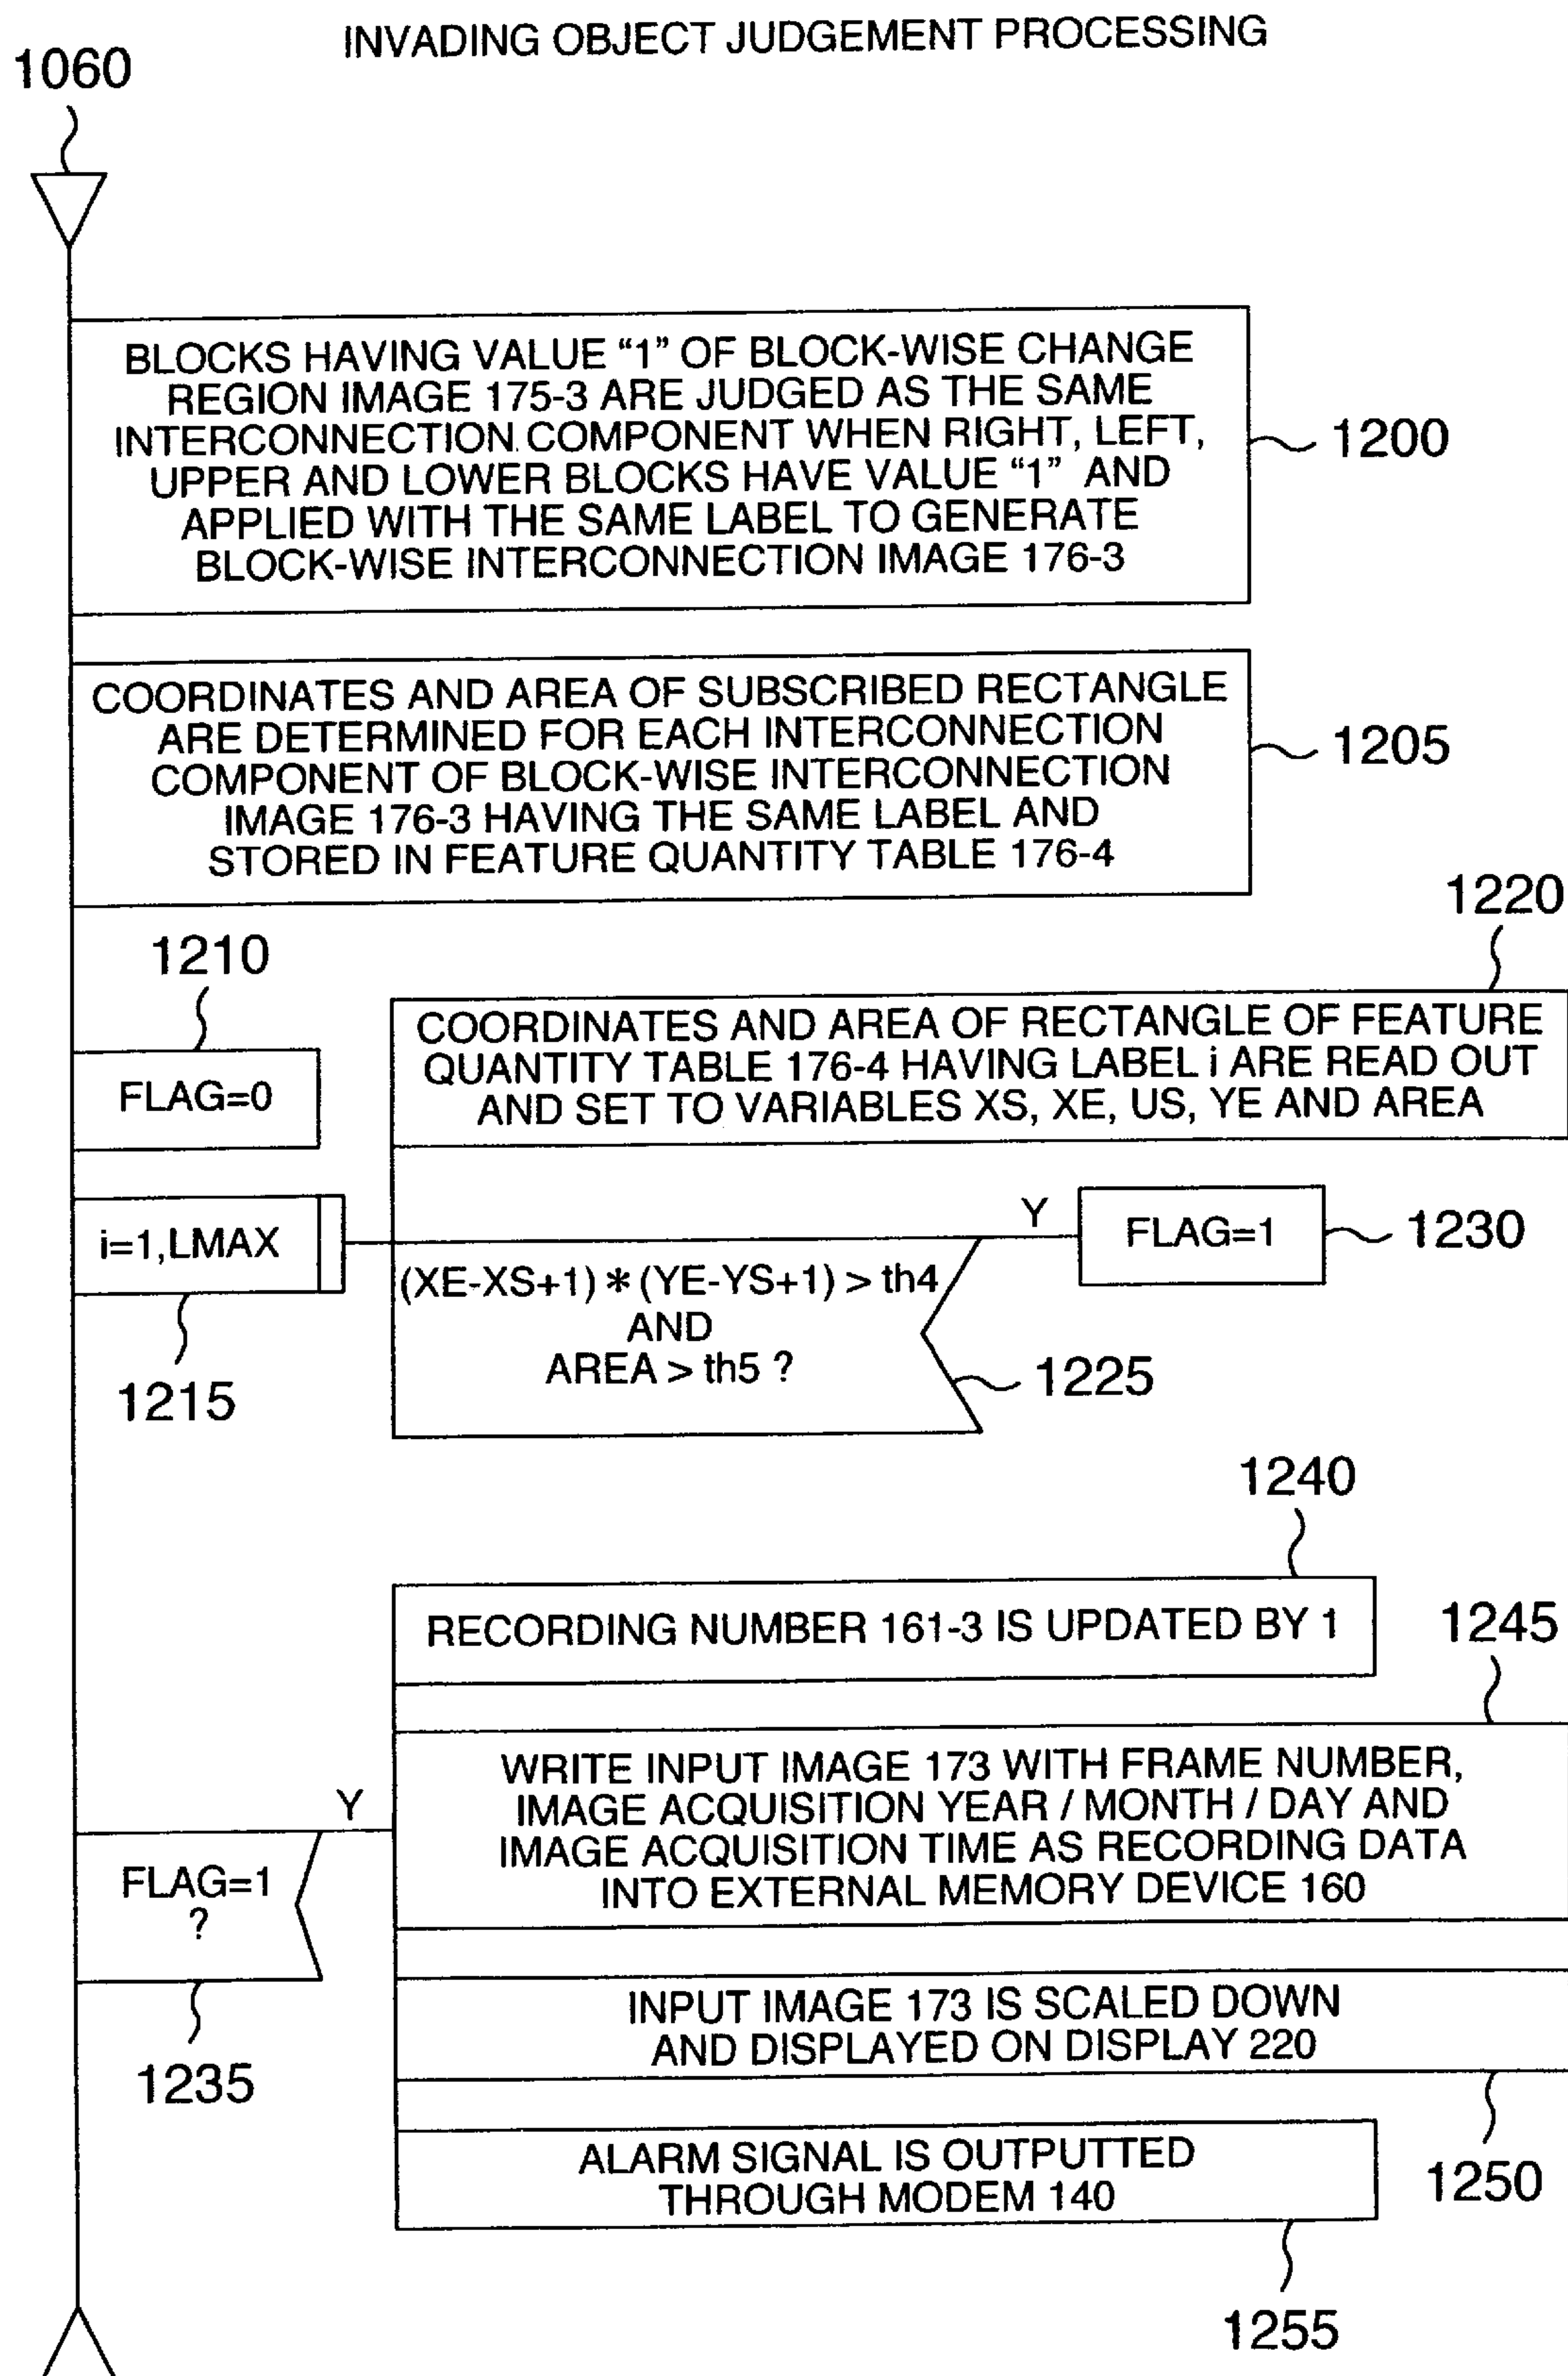 INVADING OBJECT JUDGEMENT PROCESSING
1060
BLOCKS HAVING VALUE “1” OF BLOCK-WISE CHANGE
REGION IMAGE 175-3 ARE JUDGED AS THE SAME
INTERCONNECTION COMPONENT WHEN RIGHT, LEFT,
UPPER AND LOWER BLOCKS HAVE VALUE “1” AND
APPLIED WITH THE SAME LABEL TO GENERATE
BLOCK-WISE INTERCONNECTION IMAGE 176-3
1200
COORDINATES AND AREA OF SUBSCRIBED RECTANGLE
ARE DETERMINED FOR EACH INTERCONNECTION
COMPONENT OF BLOCK-WISE INTERCONNECTION
IMAGE 176-3 HAVING THE SAME LABEL AND
STORED IN FEATURE QUANTITY TABLE 176-4
1205
1210
FLAG=0
1220
COORDINATES AND AREA OF RECTANGLE OF FEATURE
QUANTITY TABLE 176-4 HAVING LABEL i ARE READ OUT
AND SET TO VARIABLES XS, XE, US, YE AND AREA
i=1,LMAX
1215
(XE-XS+1) * (YE-YS+1) > th4
AND
AREA > th5 ?
1225
Y
FLAG=1
1230
1240
RECORDING NUMBER 161-3 IS UPDATED BY 1
1245
WRITE INPUT IMAGE 173 WITH FRAME NUMBER,
IMAGE ACQUISITION YEAR / MONTH / DAY AND
IMAGE ACQUISITION TIME AS RECORDING DATA
INTO EXTERNAL MEMORY DEVICE 160
Y
FLAG=1
?
1235
INPUT IMAGE 173 IS SCALED DOWN
AND DISPLAYED ON DISPLAY 220
1250
ALARM SIGNAL IS OUTPUTTED
THROUGH MODEM 140
1255